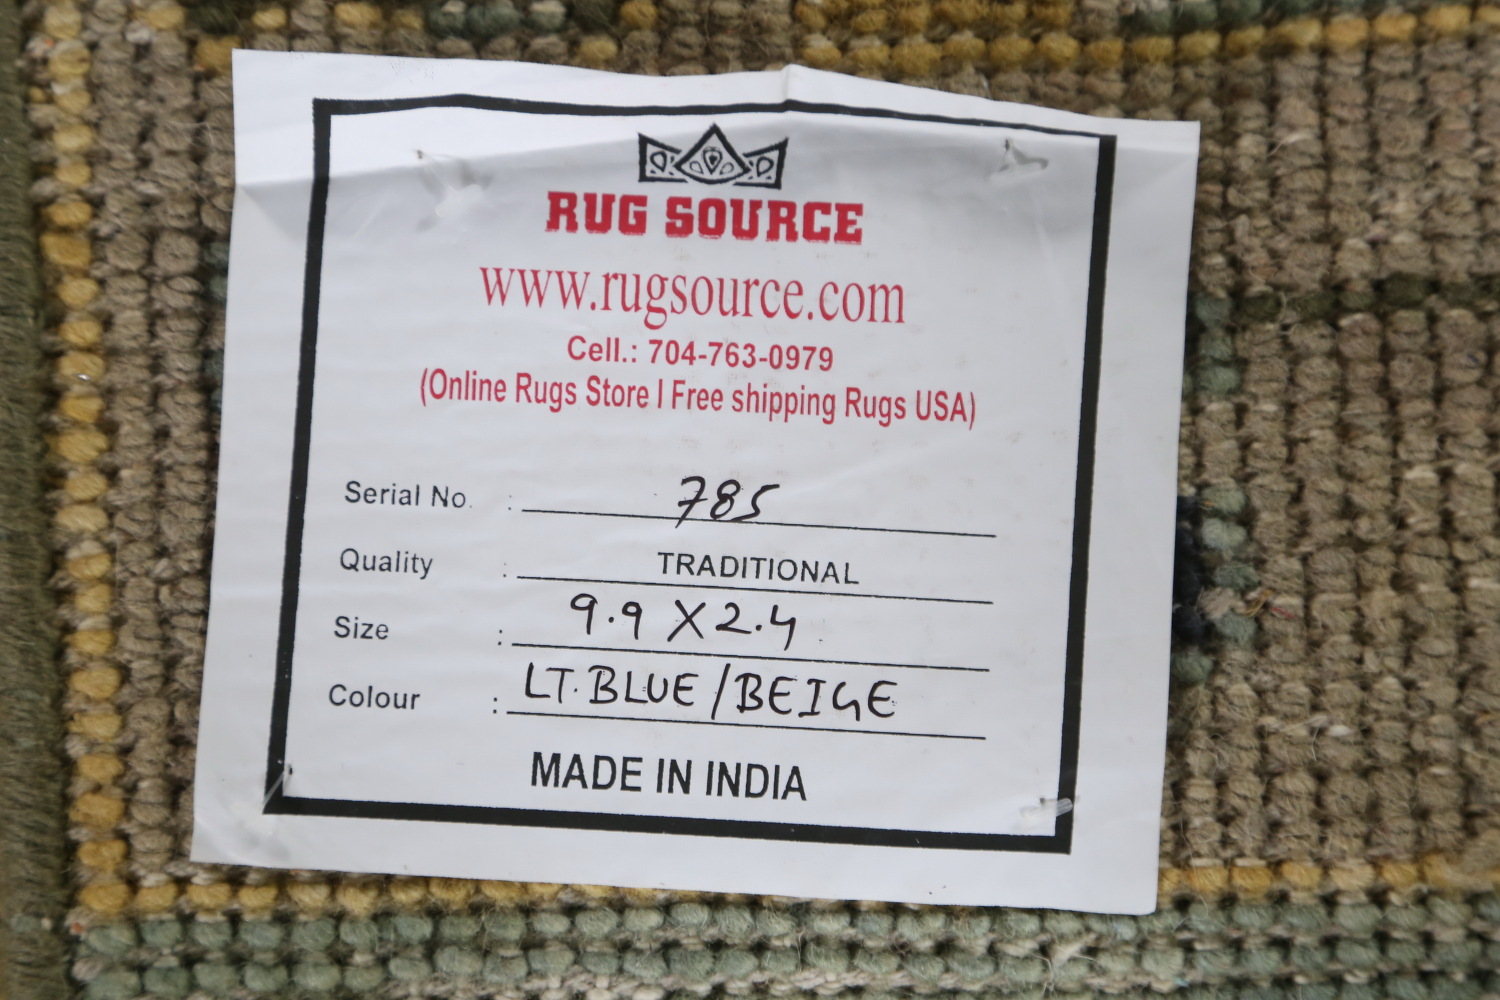 RUG SOURCE
www.rugsource.com
Cell.: 704-763-0979
(Online Rugs Store I Free shipping Rugs USA)
Serial No. : 785
Quality : TRADITIONAL
Size : 9.9 X 2.4
Colour : LT. BLUE / BEIGE
MADE IN INDIA